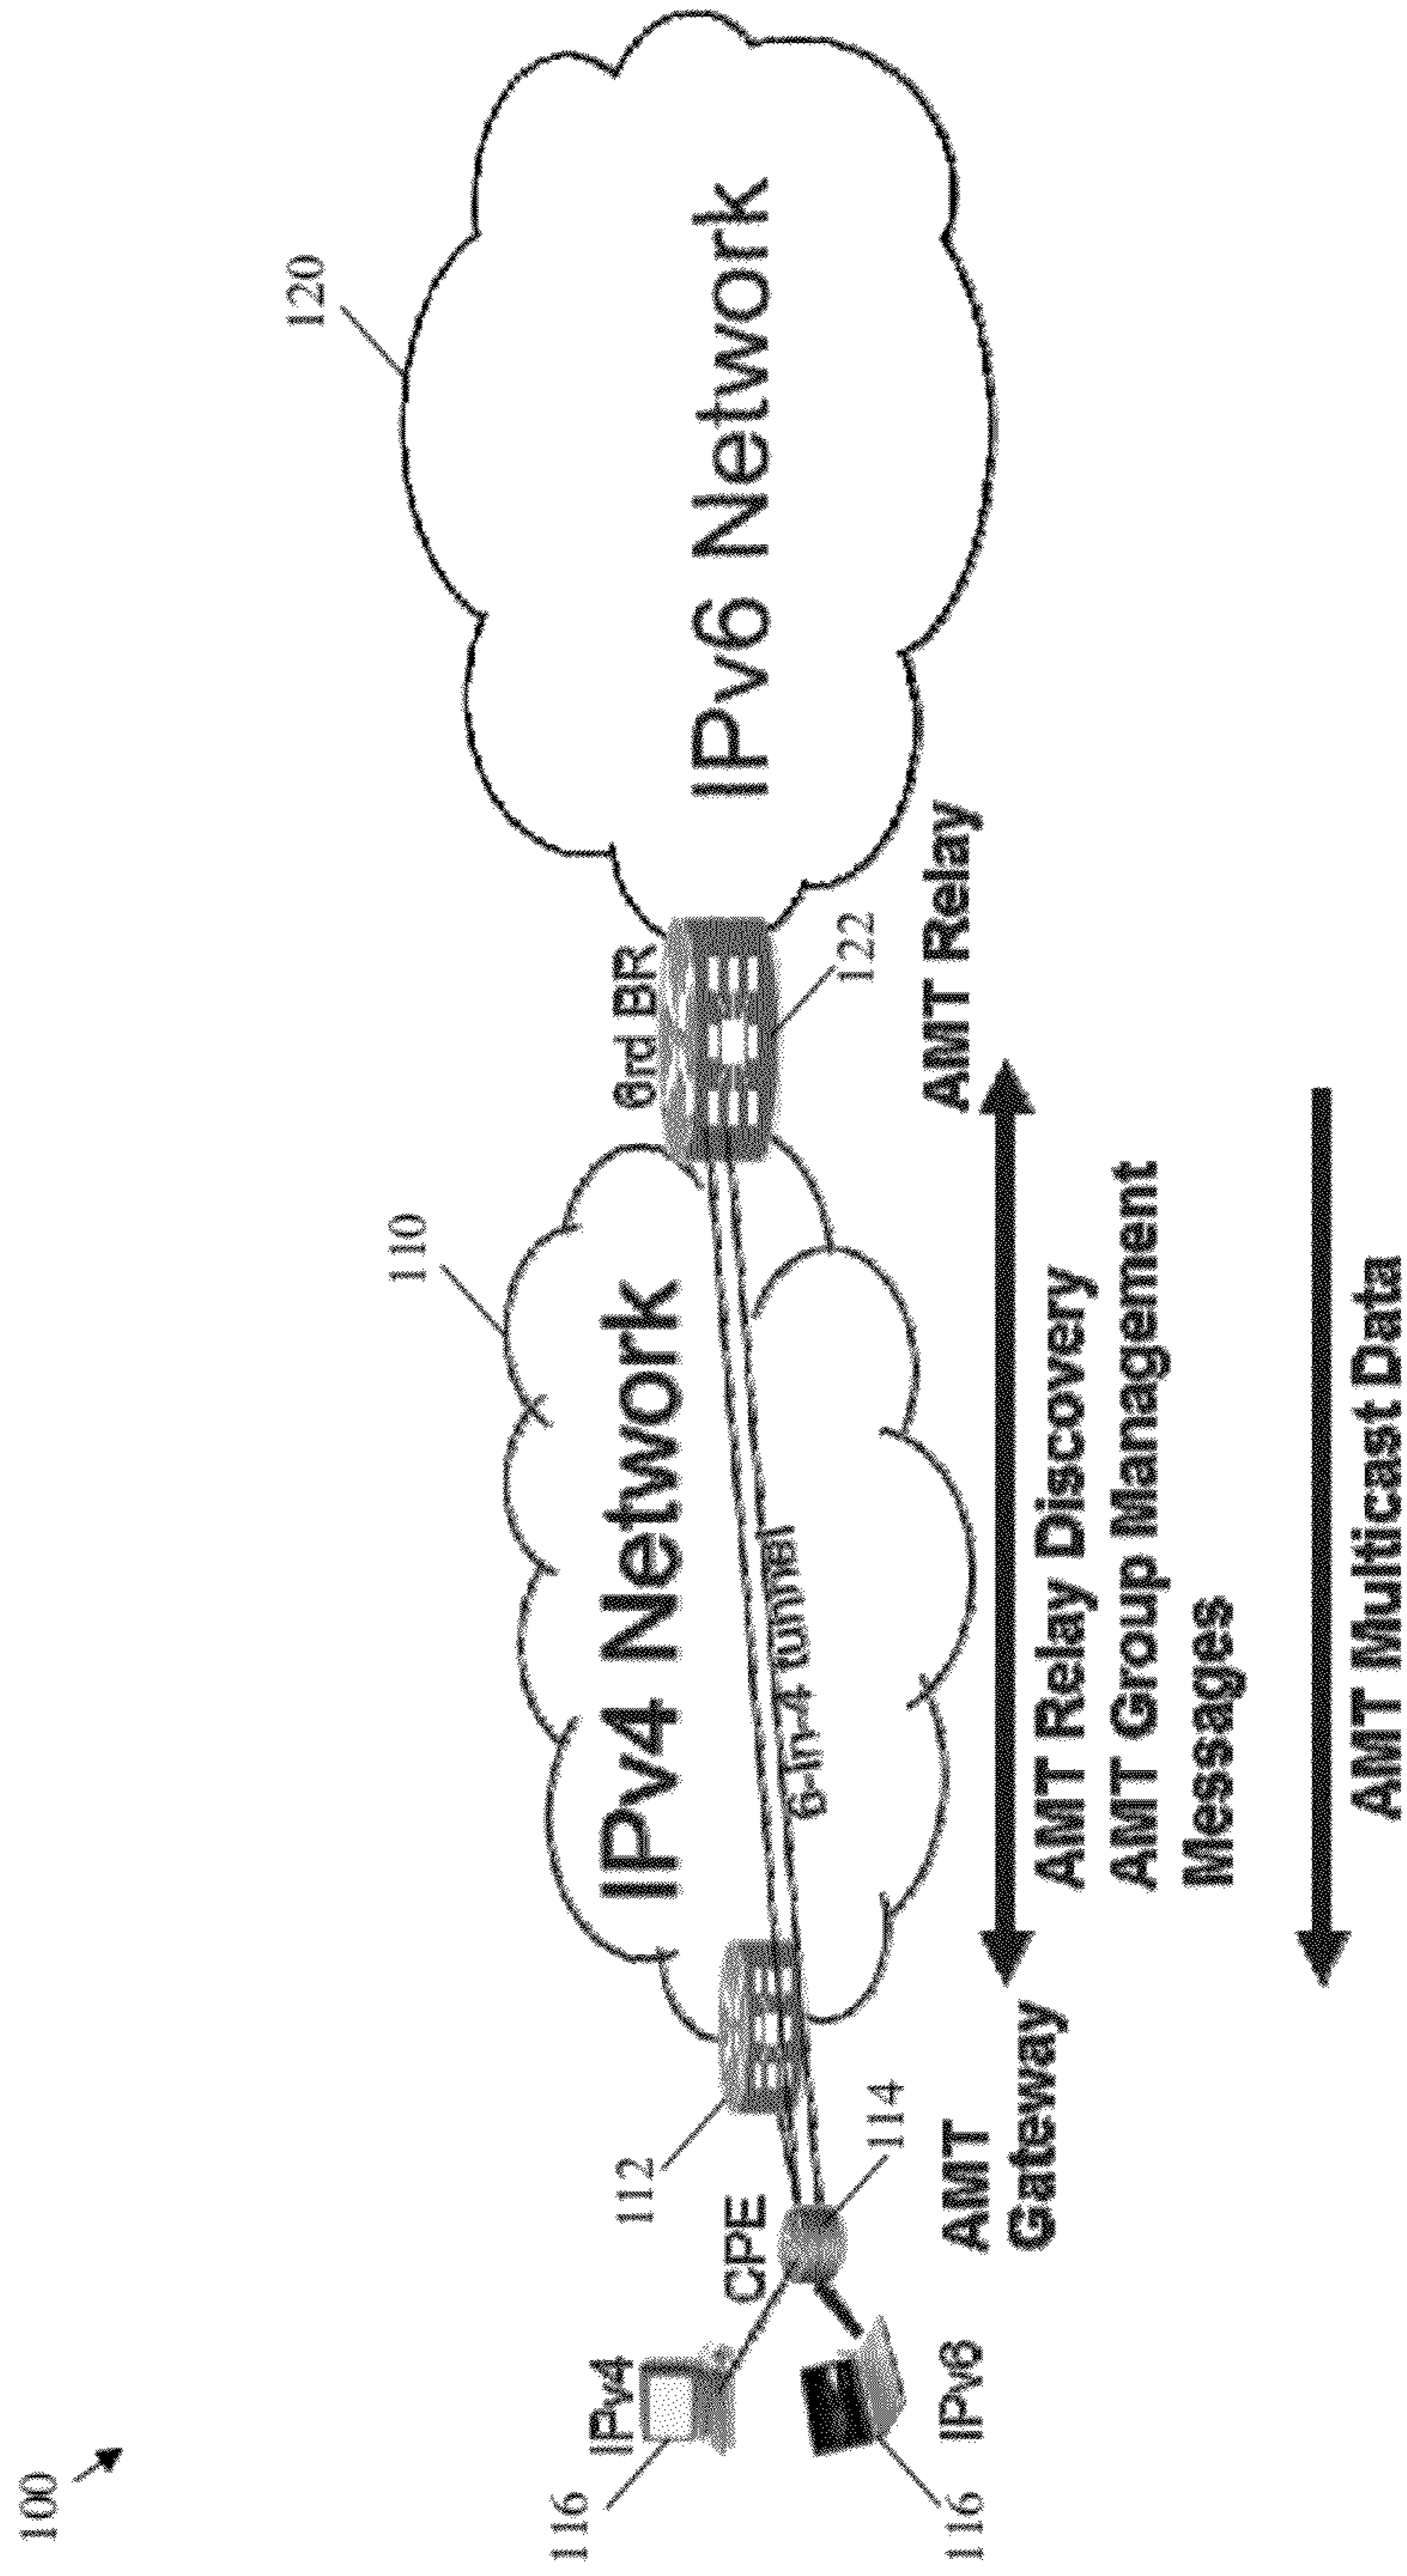 100
120
110
IPv6 Network
6rd BR
122
IPv4 Network
6-in-4 tunnel
112
CPE
114
IPv4
116
IPv6
116
AMT Relay
AMT
Gateway
AMT Relay Discovery
AMT Group Management
Messages
AMT Multicast Data